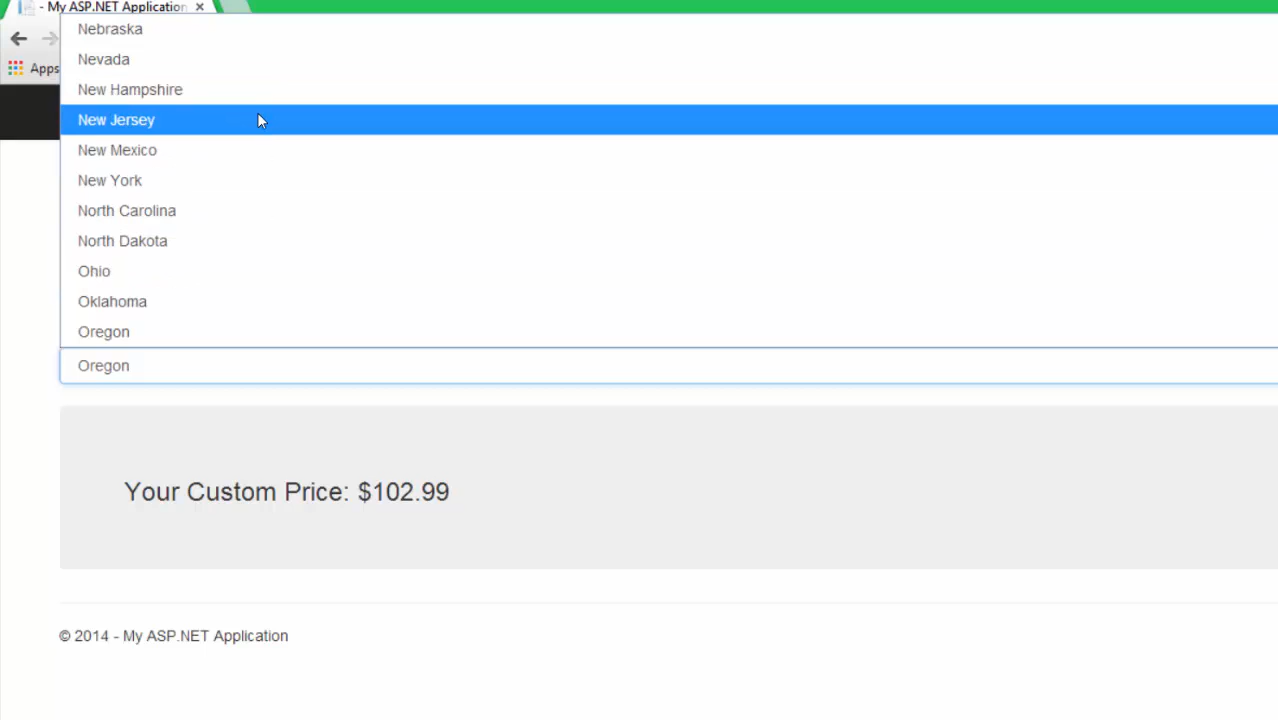 - My ASP.NET Application
Nebraska
Nevada
New Hampshire
Apps
New Jersey
New Mexico
New York
North Carolina
North Dakota
Ohio
Oklahoma
Oregon
Oregon
Your Custom Price: $102.99
© 2014 - My ASP.NET Application